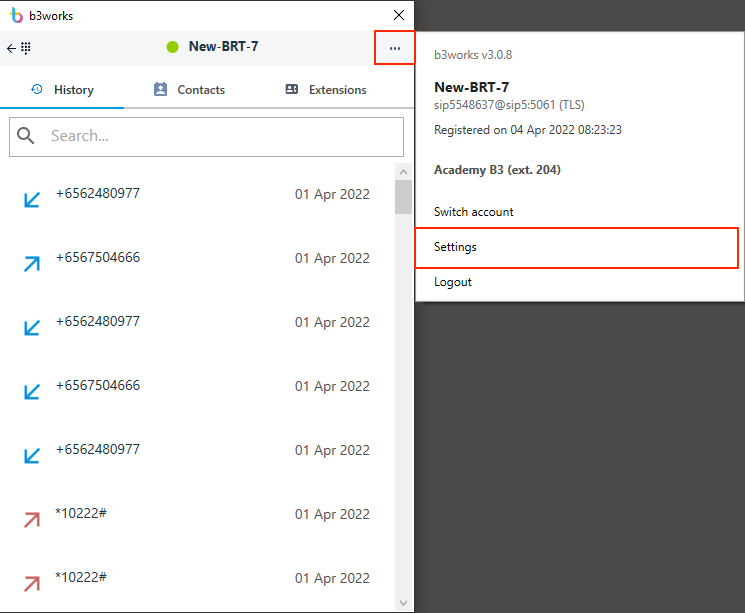 b3works
New-BRT-7
...
History
Contacts
Extensions
Search...
+6562480977 01 Apr 2022
+6567504666 01 Apr 2022
+6562480977 01 Apr 2022
+6567504666 01 Apr 2022
+6562480977 01 Apr 2022
*10222# 01 Apr 2022
*10222# 01 Apr 2022
b3works v3.0.8
New-BRT-7
sip5548637@sip5:5061 (TLS)
Registered on 04 Apr 2022 08:23:23
Academy B3 (ext. 204)
Switch account
Settings
Logout